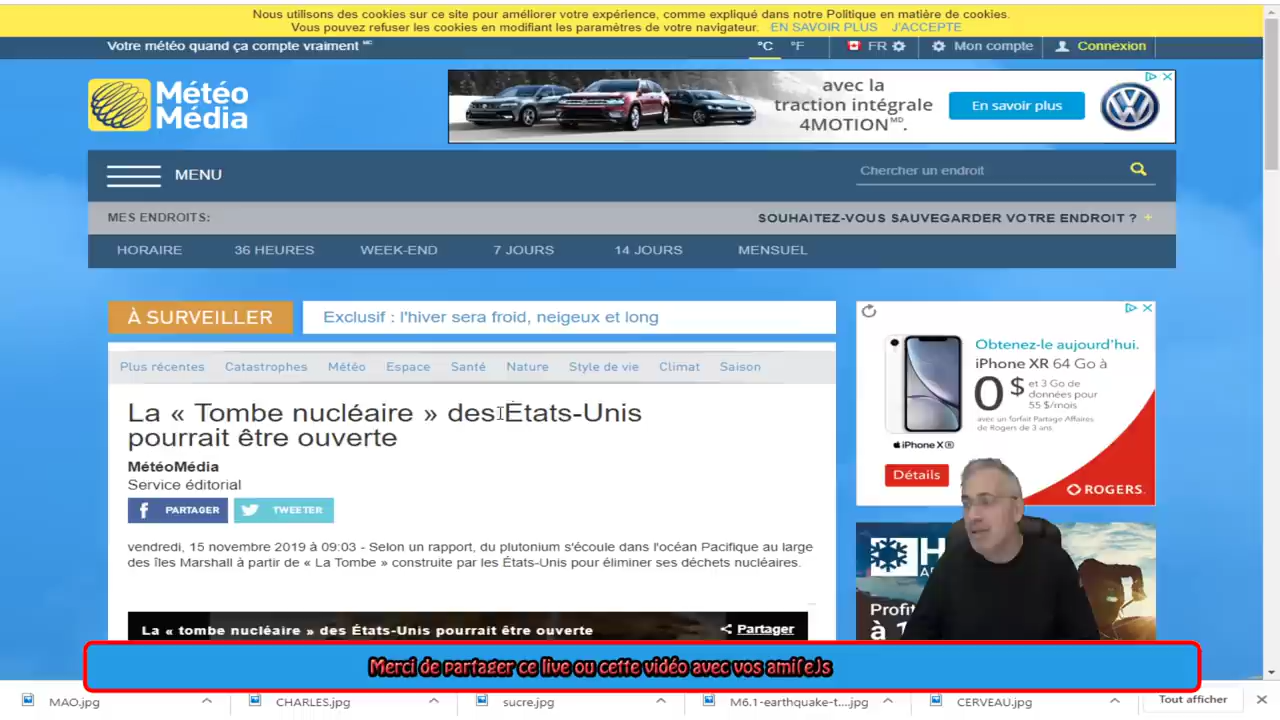 Nous utilisons des cookies sur ce site pour améliorer votre expérience, comme expliqué dans notre Politique en matière de cookies.
Vous pouvez refuser les cookies en modifiant les paramètres de votre navigateur. EN SAVOIR PLUS J'ACCEPTE
Votre météo quand ça compte vraiment MC
°C °F FR Mon compte Connexion
Météo
Média
avec la
traction intégrale
4MOTION MD.
En savoir plus
MENU
Chercher un endroit
MES ENDROITS:
SOUHAITEZ-VOUS SAUVEGARDER VOTRE ENDROIT ? +
HORAIRE 36 HEURES WEEK-END 7 JOURS 14 JOURS MENSUEL
À SURVEILLER
Exclusif : l'hiver sera froid, neigeux et long
Plus récentes Catastrophes Météo Espace Santé Nature Style de vie Climat Saison
La « Tombe nucléaire » des États-Unis
pourrait être ouverte
MétéoMédia
Service éditorial
PARTAGER TWEETER
vendredi, 15 novembre 2019 à 09:03 - Selon un rapport, du plutonium s'écoule dans l'océan Pacifique au large
des îles Marshall à partir de « La Tombe » construite par les États-Unis pour éliminer ses déchets nucléaires.
La « tombe nucléaire » des États-Unis pourrait être ouverte
Partager
Obtenez-le aujourd'hui.
iPhone XR 64 Go à
0$
et 3 Go de
données pour
55 $/mois
avec un forfait Partage Affaires
de Rogers de 3 ans.
iPhone XR
Détails
ROGERS.
Profit
à 1
Merci de partager ce live ou cette vidéo avec vos ami(e)s
MAO.jpg CHARLES.jpg sucre.jpg M6.1-earthquake-t....jpg CERVEAU.jpg Tout afficher